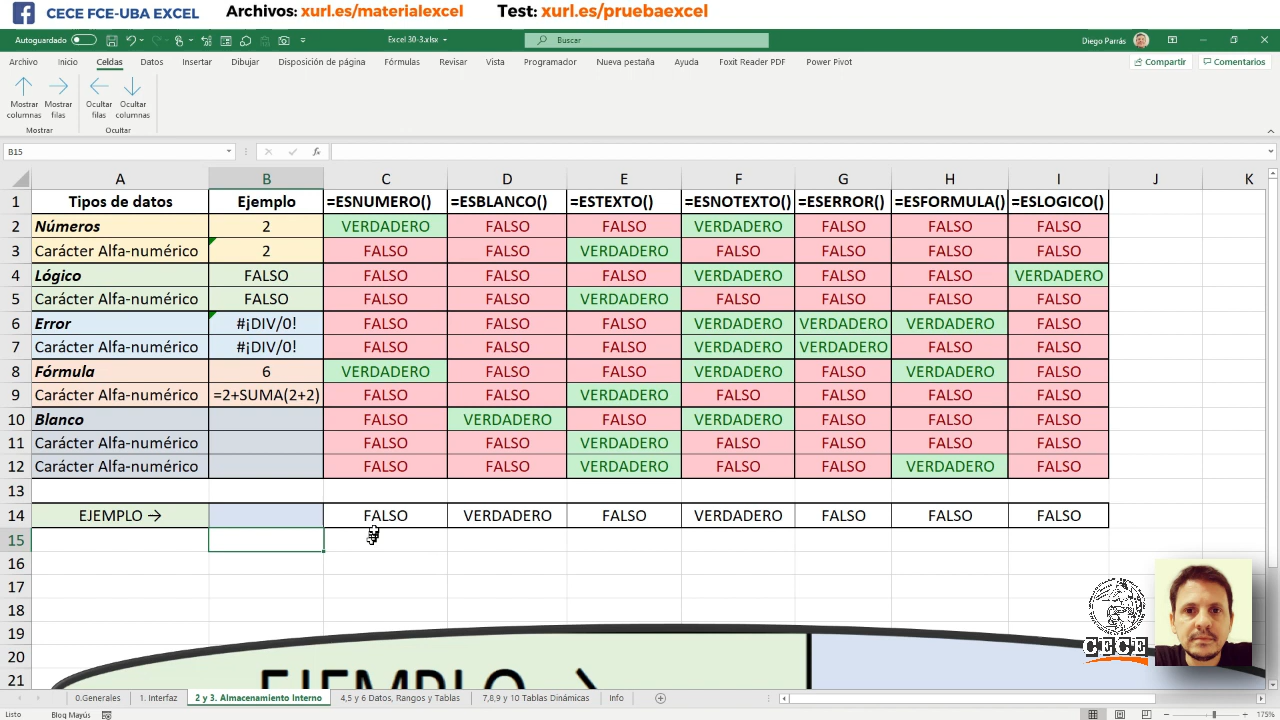 CECE FCE-UBA EXCEL Archivos: xurl.es/materialexcel Test: xurl.es/pruebaexcel
Autoguardado Excel 30-3.xlsx Buscar Diego Parrás
Archivo Inicio Celdas Datos Insertar Dibujar Disposición de página Fórmulas Revisar Vista Programador Nueva pestaña Ayuda Foxit Reader PDF Power Pivot Compartir Comentarios
Mostrar columnas Mostrar filas Ocultar filas Ocultar columnas
Mostrar Ocultar
B15 fx
A B C D E F G H I J K
1 Tipos de datos Ejemplo =ESNUMERO() =ESBLANCO() =ESTEXTO() =ESNOTEXTO() =ESERROR() =ESFORMULA() =ESLOGICO()
2 Números 2 VERDADERO FALSO FALSO VERDADERO FALSO FALSO FALSO
3 Carácter Alfa-numérico 2 FALSO FALSO VERDADERO FALSO FALSO FALSO FALSO
4 Lógico FALSO FALSO FALSO FALSO VERDADERO FALSO FALSO VERDADERO
5 Carácter Alfa-numérico FALSO FALSO FALSO VERDADERO FALSO FALSO FALSO FALSO
6 Error #¡DIV/0! FALSO FALSO FALSO VERDADERO VERDADERO VERDADERO FALSO
7 Carácter Alfa-numérico #¡DIV/0! FALSO FALSO FALSO VERDADERO VERDADERO FALSO FALSO
8 Fórmula 6 VERDADERO FALSO FALSO VERDADERO FALSO VERDADERO FALSO
9 Carácter Alfa-numérico =2+SUMA(2+2) FALSO FALSO VERDADERO FALSO FALSO FALSO FALSO
10 Blanco FALSO VERDADERO FALSO VERDADERO FALSO FALSO FALSO
11 Carácter Alfa-numérico FALSO FALSO VERDADERO FALSO FALSO FALSO FALSO
12 Carácter Alfa-numérico FALSO FALSO VERDADERO FALSO FALSO VERDADERO FALSO
13
14 EJEMPLO → FALSO VERDADERO FALSO VERDADERO FALSO FALSO FALSO
15
16
17
18
19
20 EJEMPLO →
21
CECE
0.Generales 1. Interfaz 2 y 3. Almacenamiento Interno 4,5 y 6 Datos, Rangos y Tablas 7,8,9 y 10 Tablas Dinámicas Info
Listo Bloq Mayús 175%